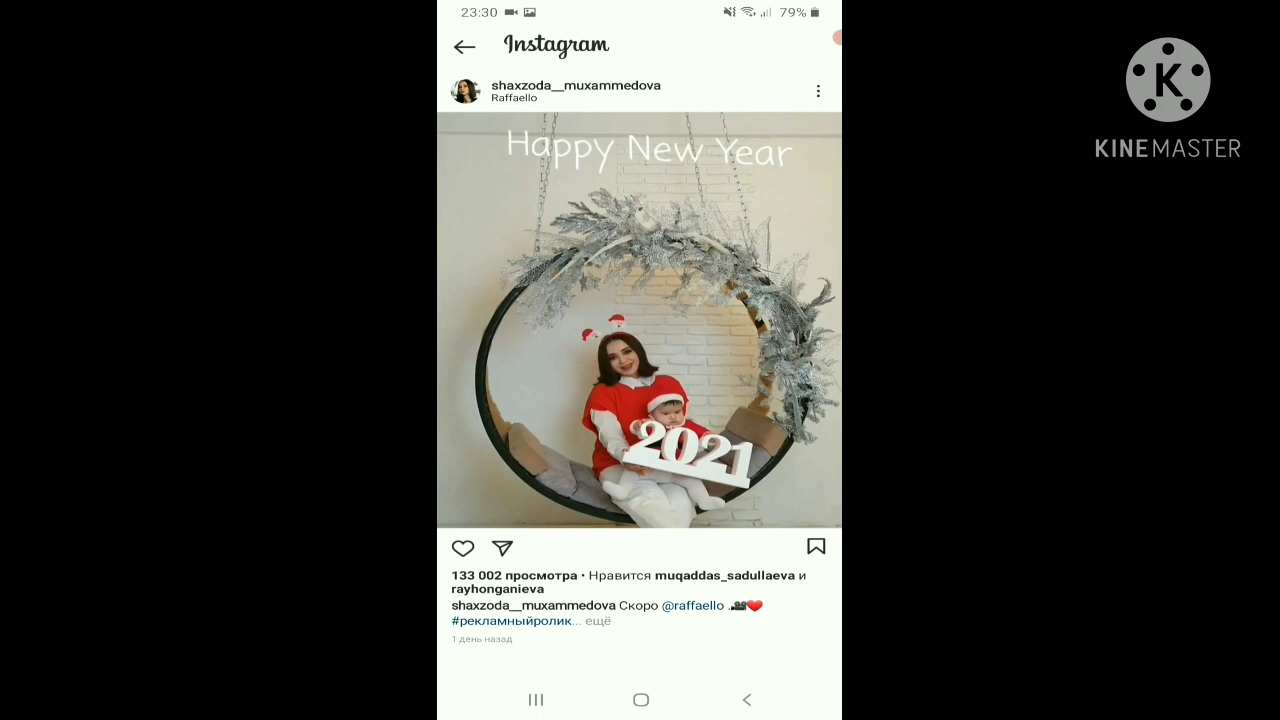 23:30
79%
Instagram
shaxzoda__muxammedova
Raffaello
Happy New Year
2021
133 002 просмотра • Нравится muqaddas_sadullaeva и
rayhonganieva
shaxzoda__muxammedova Скоро @raffaello .🎥❤️
#рекламныйролик... ещё
1 день назад
K
KINEMASTER